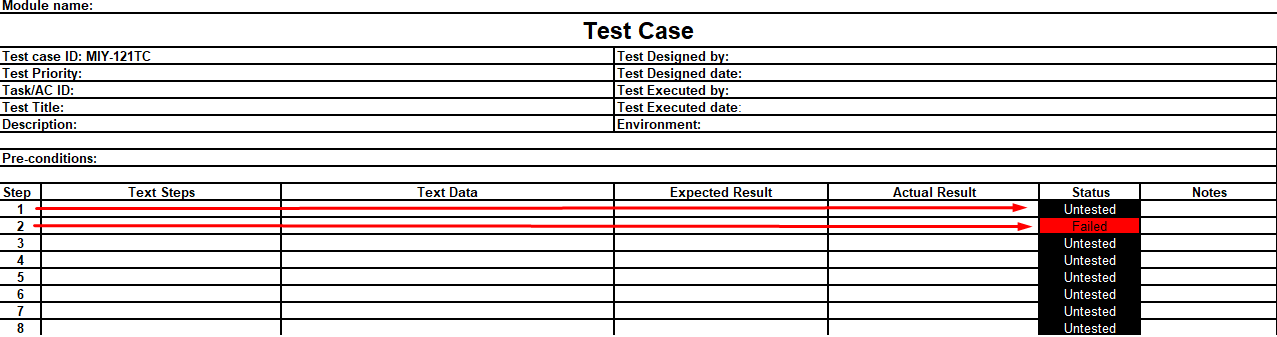 Module name:
Test Case
Test case ID: MIY-121TC Test Designed by:
Test Priority: Test Designed date:
Task/AC ID: Test Executed by:
Test Title: Test Executed date:
Description: Environment:
Pre-conditions:
Step Text Steps Text Data Expected Result Actual Result Status Notes
1 Untested
2 Failed
3 Untested
4 Untested
5 Untested
6 Untested
7 Untested
8 Untested